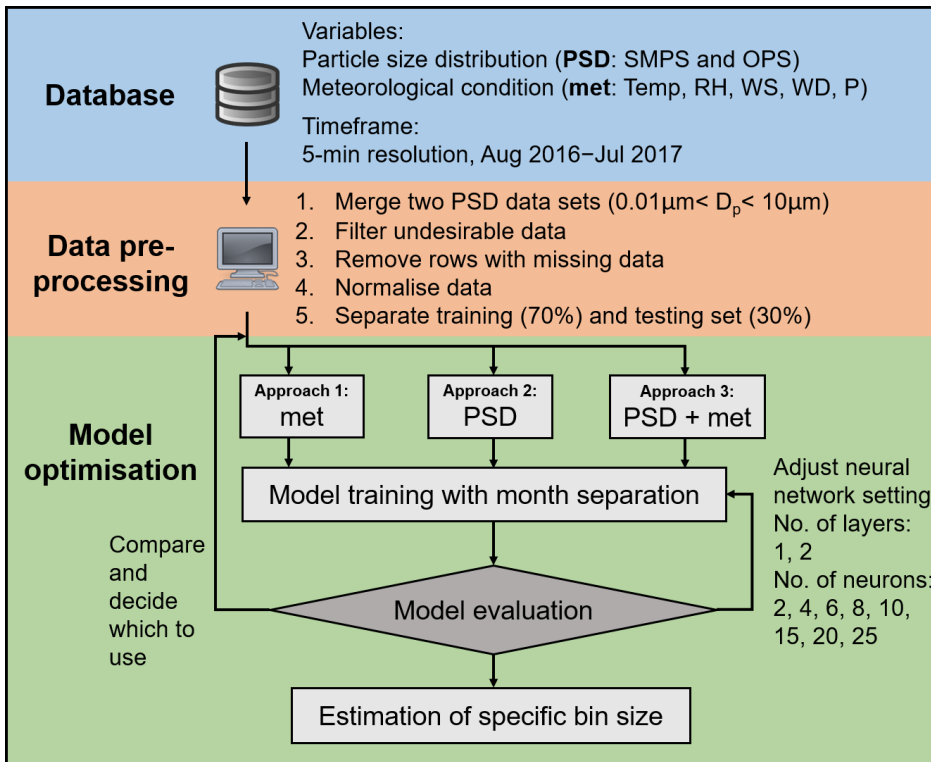 Database
Variables:
Particle size distribution (PSD: SMPS and OPS)
Meteorological condition (met: Temp, RH, WS, WD, P)
Timeframe:
5-min resolution, Aug 2016–Jul 2017
Data pre-
processing
1. Merge two PSD data sets (0.01μm< Dp< 10μm)
2. Filter undesirable data
3. Remove rows with missing data
4. Normalise data
5. Separate training (70%) and testing set (30%)
Model
optimisation
Approach 1:
met
Approach 2:
PSD
Approach 3:
PSD + met
Model training with month separation
Adjust neural
network setting
No. of layers:
1, 2
No. of neurons:
2, 4, 6, 8, 10,
15, 20, 25
Compare
and
decide
which to
use
Model evaluation
Estimation of specific bin size